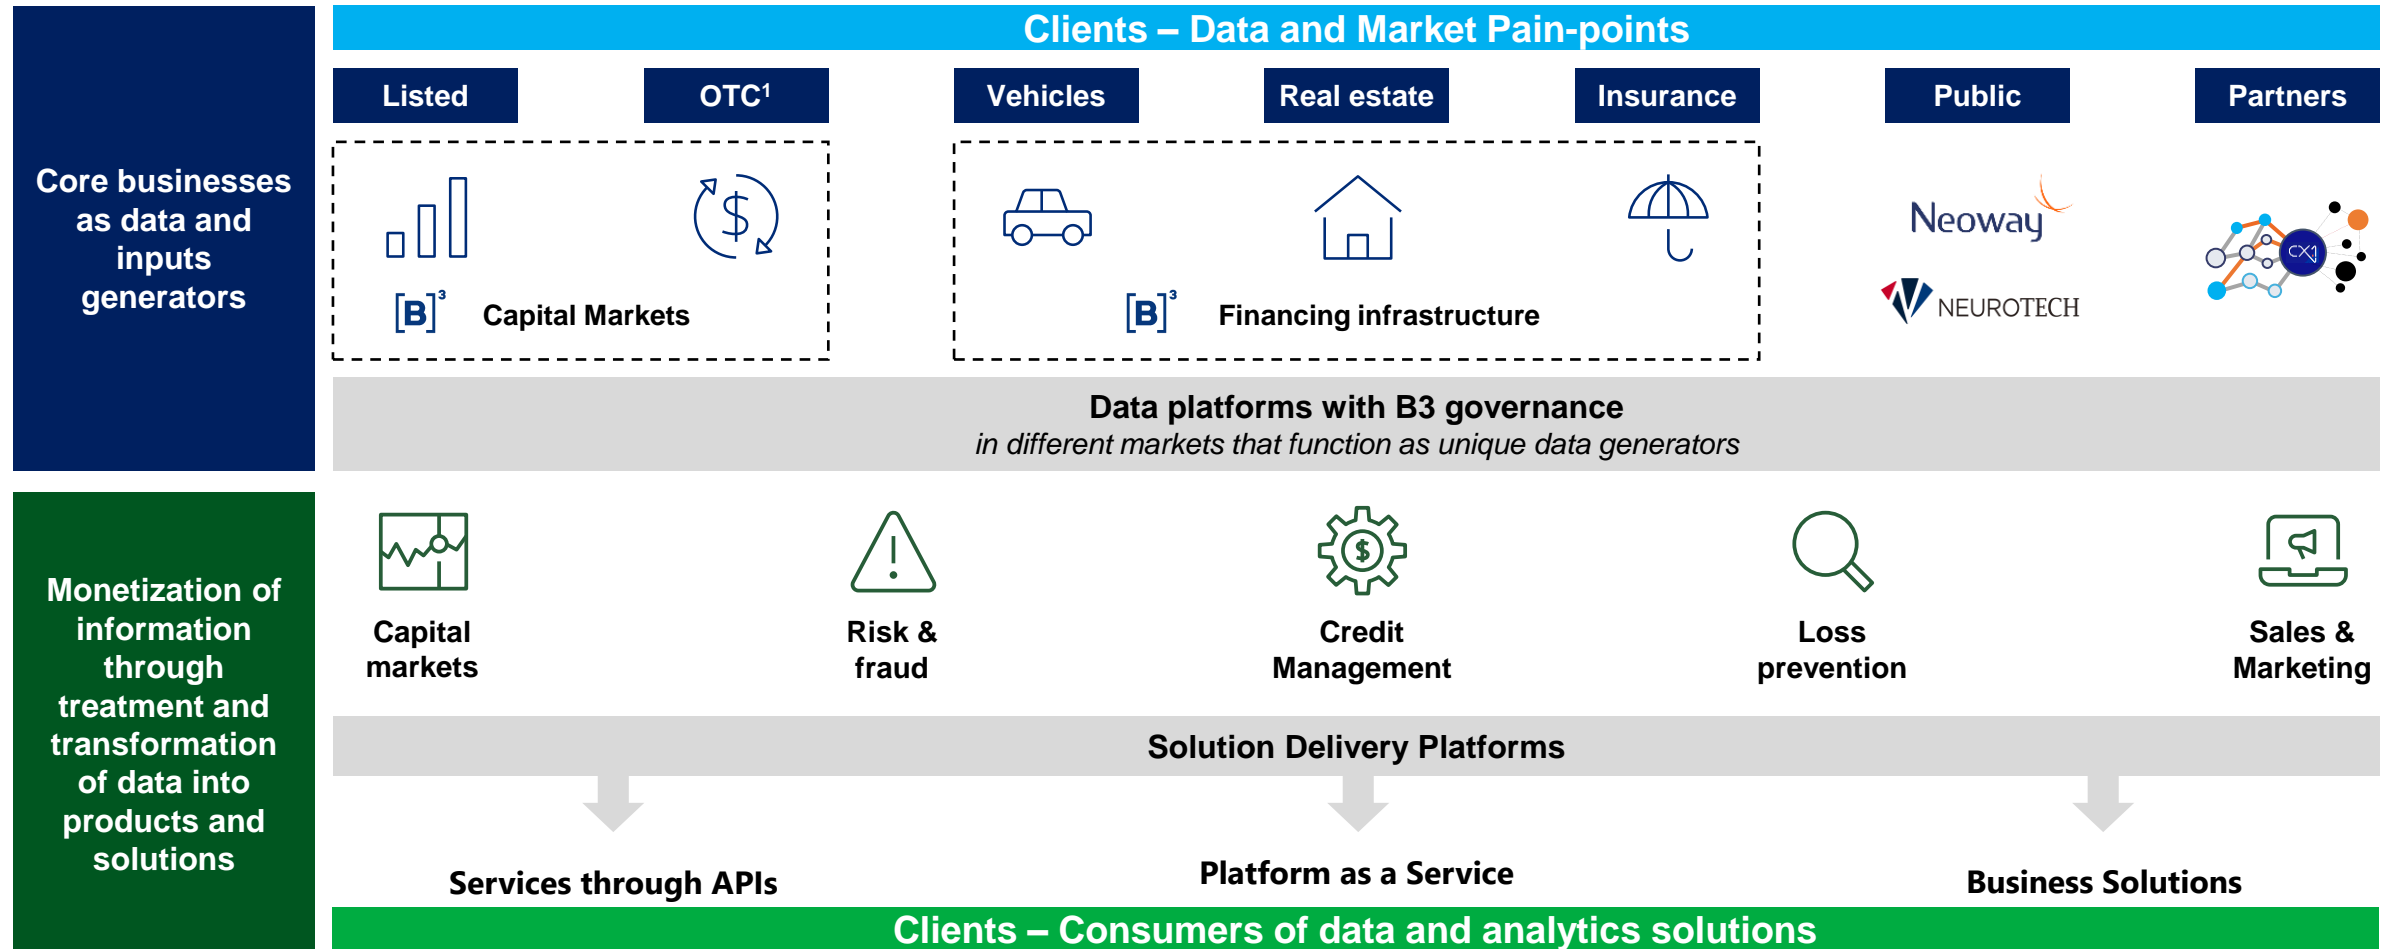 Clients – Data and Market Pain-points
Core businesses
as data and
inputs
generators
Listed
OTC¹
Vehicles
Real estate
Insurance
Public
Partners
$
[B]³
Capital Markets
[B]³
Financing infrastructure
Neoway
NEUROTECH
CX1
Data platforms with B3 governance
in different markets that function as unique data generators
Monetization of
information
through
treatment and
transformation
of data into
products and
solutions
$
Capital
markets
Risk &
fraud
Credit
Management
Loss
prevention
Sales &
Marketing
Solution Delivery Platforms
Services through APIs
Platform as a Service
Business Solutions
Clients – Consumers of data and analytics solutions